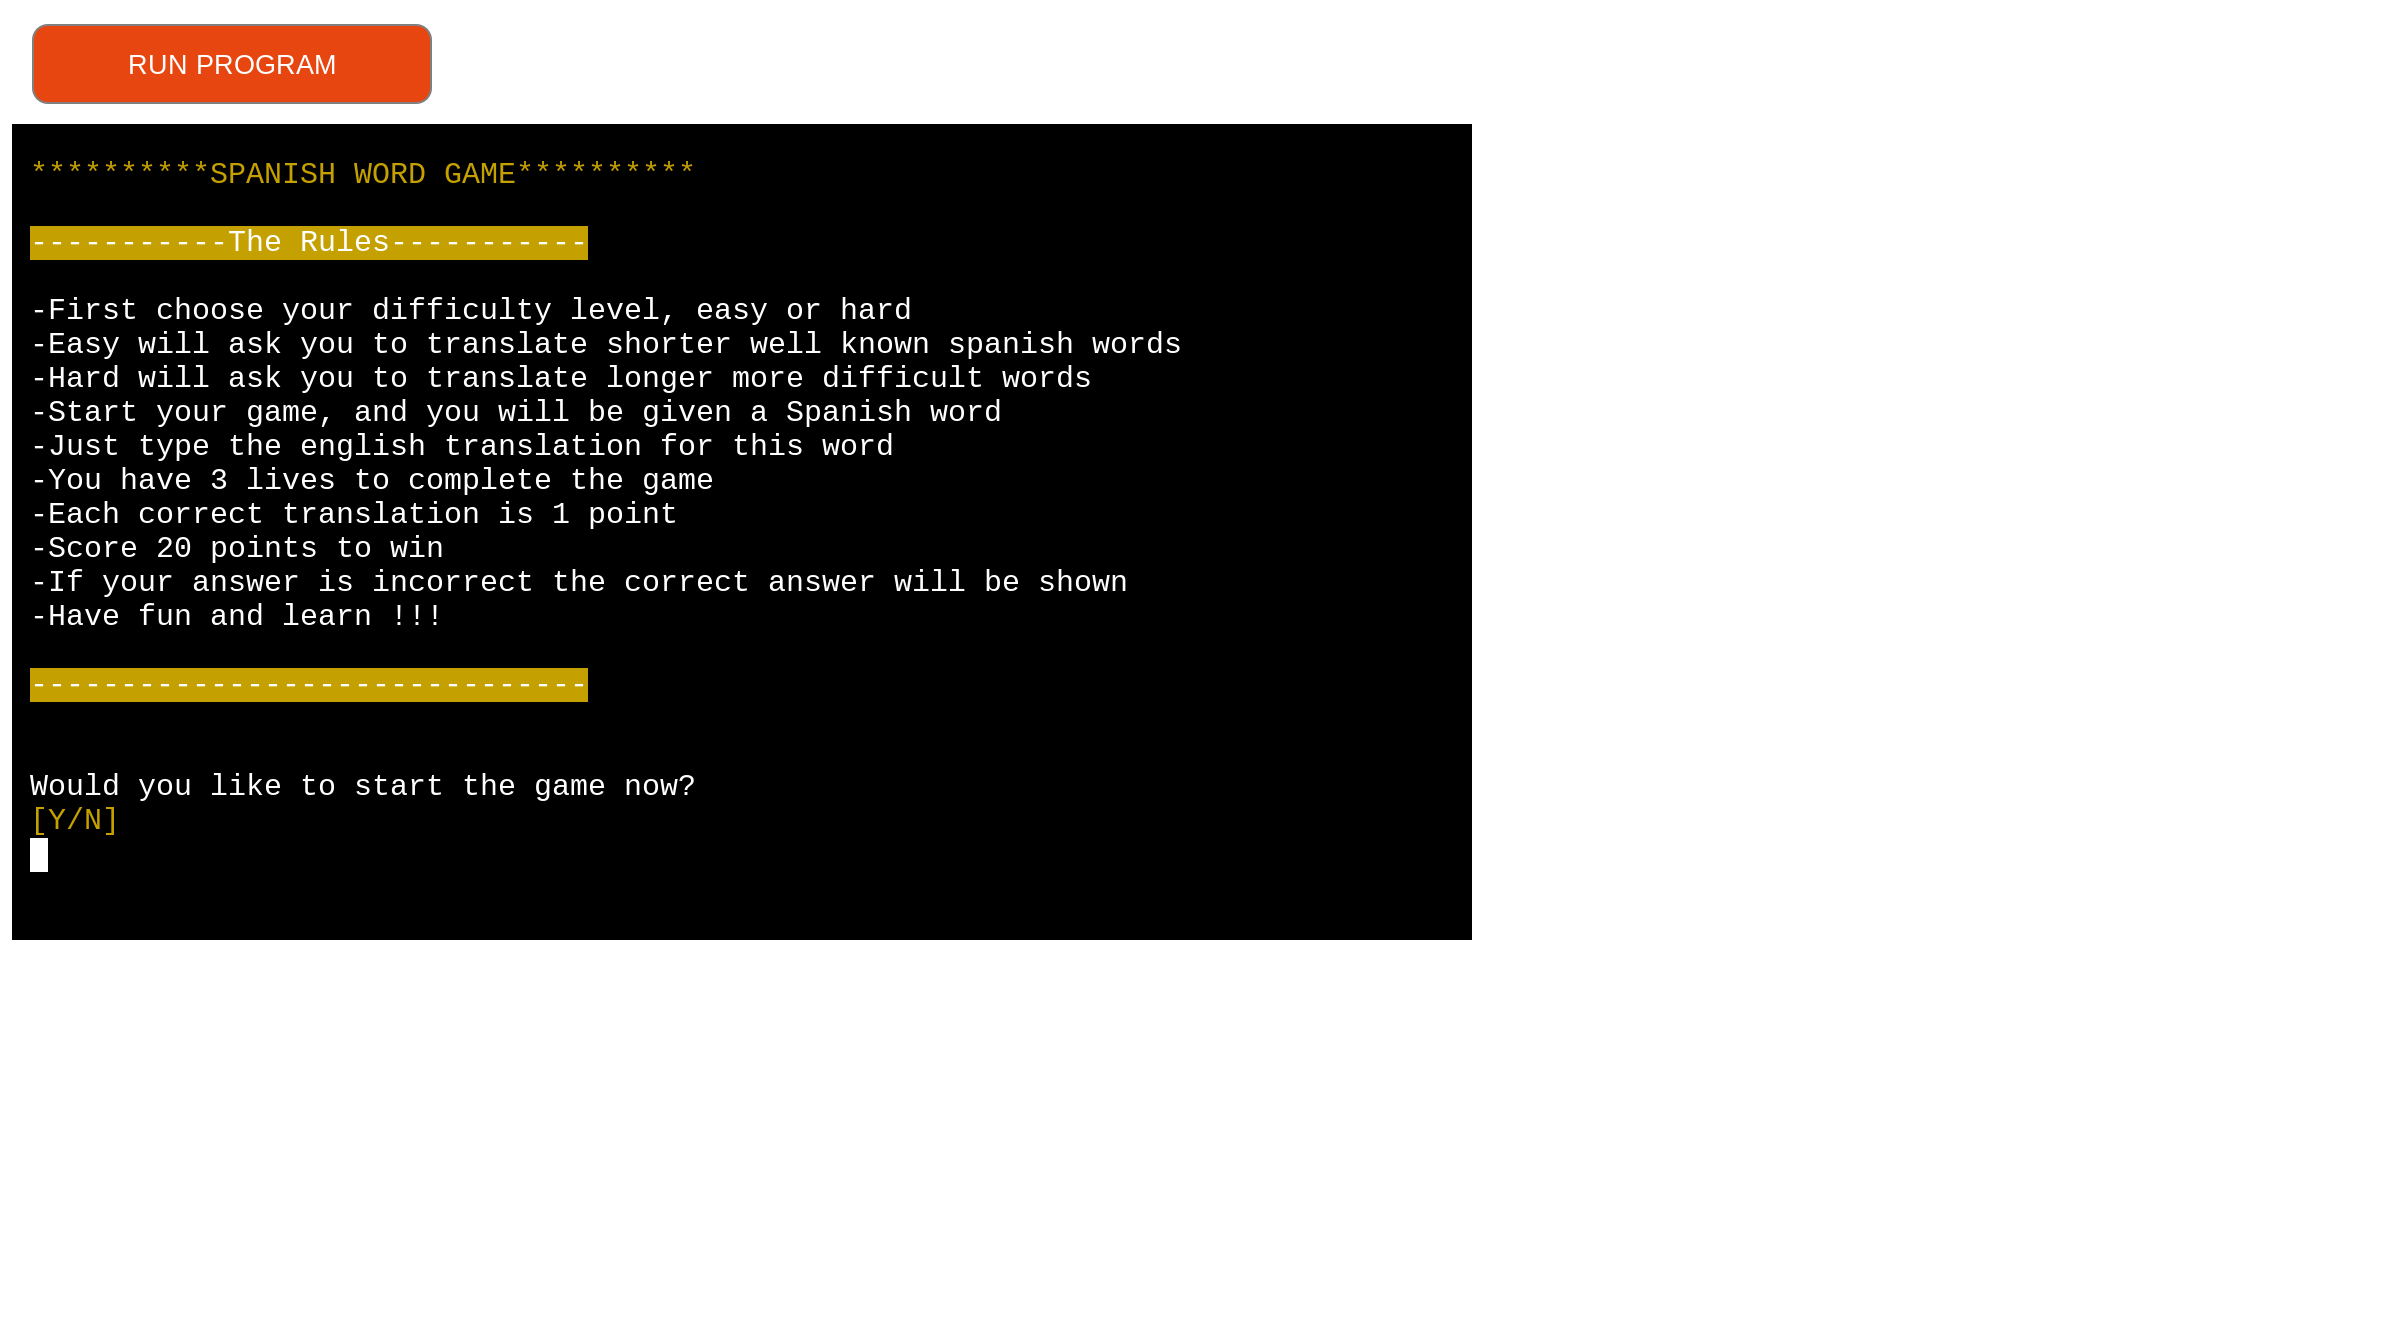 RUN PROGRAM
**********SPANISH WORD GAME**********
-----------The Rules-----------
-First choose your difficulty level, easy or hard
-Easy will ask you to translate shorter well known spanish words
-Hard will ask you to translate longer more difficult words
-Start your game, and you will be given a Spanish word
-Just type the english translation for this word
-You have 3 lives to complete the game
-Each correct translation is 1 point
-Score 20 points to win
-If your answer is incorrect the correct answer will be shown
-Have fun and learn !!!
-------------------------------
Would you like to start the game now?
[Y/N]